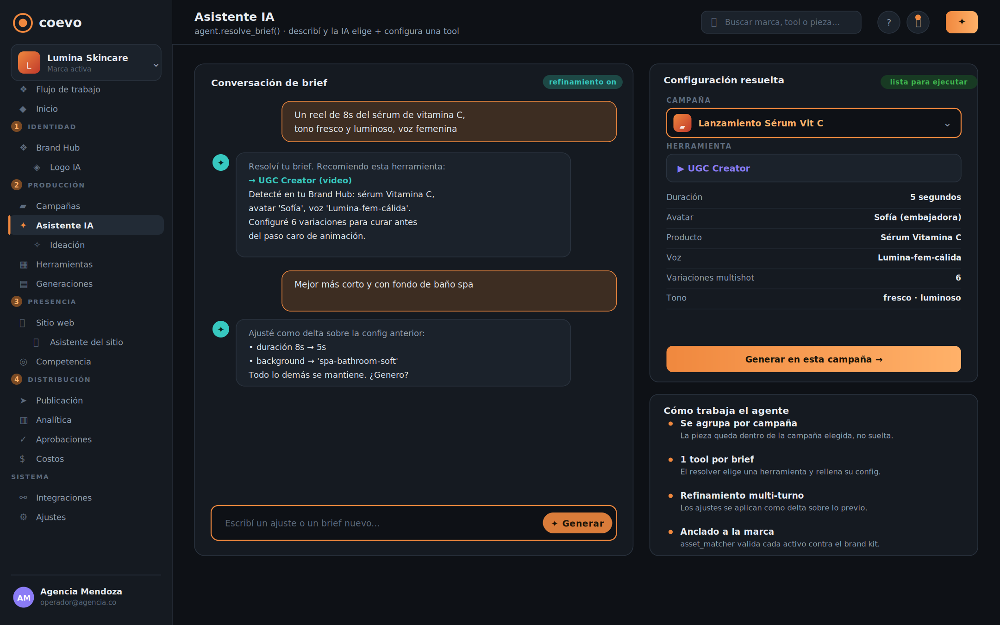 coevo
L
Lumina Skincare
Marca activa
Flujo de trabajo
Inicio
1 IDENTIDAD
Brand Hub
Logo IA
2 PRODUCCIÓN
Campañas
Asistente IA
Ideación
Herramientas
Generaciones
3 PRESENCIA
Sitio web
Asistente del sitio
Competencia
4 DISTRIBUCIÓN
Publicación
Analítica
Aprobaciones
$ Costos
SISTEMA
Integraciones
Ajustes
AM
Agencia Mendoza
operador@agencia.co
Asistente IA
agent.resolve_brief() · describí y la IA elige + configura una tool
Buscar marca, tool o pieza…
?
Conversación de brief
refinamiento on
Un reel de 8s del sérum de vitamina C,
tono fresco y luminoso, voz femenina
Resolví tu brief. Recomiendo esta herramienta:
→ UGC Creator (video)
Detecté en tu Brand Hub: sérum Vitamina C,
avatar 'Sofía', voz 'Lumina-fem-cálida'.
Configuré 6 variaciones para curar antes
del paso caro de animación.
Mejor más corto y con fondo de baño spa
Ajusté como delta sobre la config anterior:
• duración 8s → 5s
• background → 'spa-bathroom-soft'
Todo lo demás se mantiene. ¿Genero?
Escribí un ajuste o un brief nuevo…
✦ Generar
Configuración resuelta
lista para ejecutar
CAMPAÑA
Lanzamiento Sérum Vit C
HERRAMIENTA
▶ UGC Creator
Duración 5 segundos
Avatar Sofía (embajadora)
Producto Sérum Vitamina C
Voz Lumina-fem-cálida
Variaciones multishot 6
Tono fresco · luminoso
Generar en esta campaña →
Cómo trabaja el agente
Se agrupa por campaña
La pieza queda dentro de la campaña elegida, no suelta.
1 tool por brief
El resolver elige una herramienta y rellena su config.
Refinamiento multi-turno
Los ajustes se aplican como delta sobre lo previo.
Anclado a la marca
asset_matcher valida cada activo contra el brand kit.